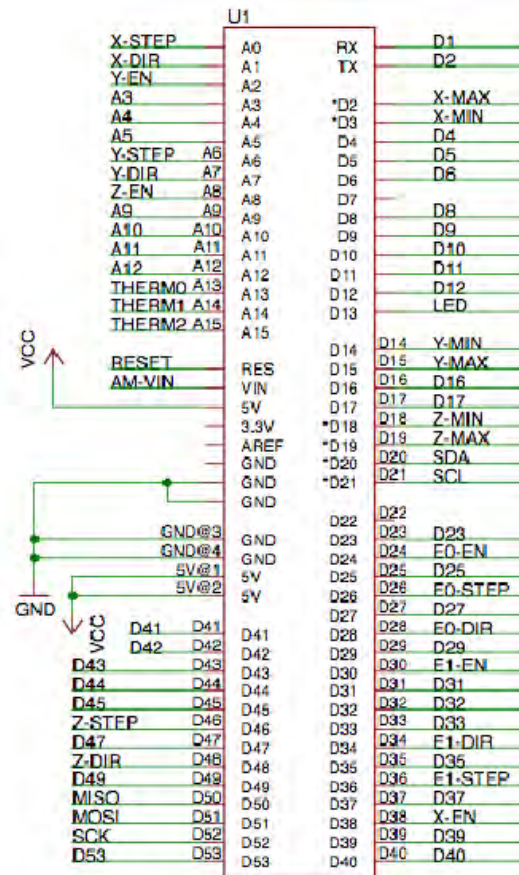 U1
X-STEP A0 RX D1
X-DIR A1 TX D2
Y-EN A2
A3 A3 *D2 X-MAX
A4 A4 *D3 X-MIN
A5 A5 D4 D4
Y-STEP A6 A6 D5 D5
Y-DIR A7 A7 D6 D6
Z-EN A8 A8 D7
A9 A9 A9 D8 D8
A10 A10 A10 D9 D9
A11 A11 A11 D10 D10
A12 A12 A12 D11 D11
THERM0 A13 A13 D12 D12
THERM1 A14 A14 D13 LED
THERM2 A15 A15
D14 D14 Y-MIN
RESET RES D15 D15 Y-MAX
AM-VIN VIN D16 D16 D16
VCC 5V D17 D17 D17
3.3V *D18 D18 Z-MIN
AREF *D19 D19 Z-MAX
GND *D20 D20 SDA
GND *D21 D21 SCL
GND
D22 D22
GND@3 GND D23 D23 D23
GND@4 GND D24 D24 E0-EN
5V@1 5V D25 D25 D25
5V@2 5V D26 D26 E0-STEP
GND D27 D27 D27
VCC
D41 D41 D41 D28 D28 E0-DIR
D42 D42 D42 D29 D29 D29
D43 D43 D43 D30 D30 E1-EN
D44 D44 D44 D31 D31 D31
D45 D45 D45 D32 D32 D32
Z-STEP D46 D46 D33 D33 D33
D47 D47 D47 D34 D34 E1-DIR
Z-DIR D48 D48 D35 D35 D35
D49 D49 D49 D36 D36 E1-STEP
MISO D50 D50 D37 D37 D37
MOSI D51 D51 D38 D38 X-EN
SCK D52 D52 D39 D39 D39
D53 D53 D53 D40 D40 D40